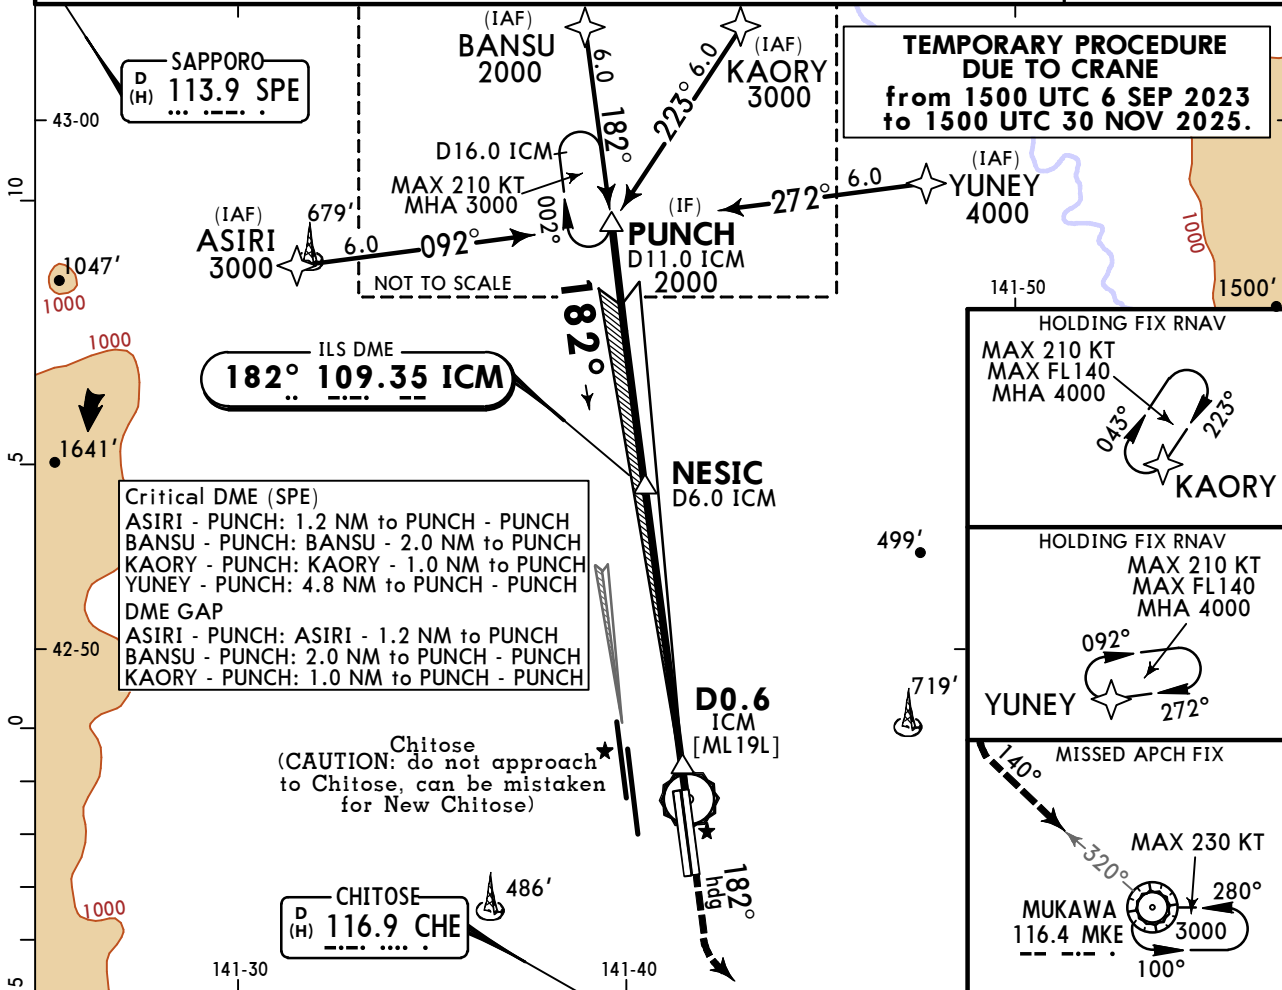 (IAF)
BANSU
2000
6.0
182°
(IAF)
KAORY
3000
6.0
223°
TEMPORARY PROCEDURE
DUE TO CRANE
from 1500 UTC 6 SEP 2023
to 1500 UTC 30 NOV 2025.
SAPPORO
D
(H)
113.9 SPE
43-00
D16.0 ICM
MAX 210 KT
MHA 3000
002°
(IAF)
YUNEY
4000
6.0
272°
10
(IAF)
ASIRI
3000
679'
6.0
092°
(IF)
PUNCH
D11.0 ICM
2000
NOT TO SCALE
1047'
1000
1000
141-50
1000
1500'
182°
ILS DME
182° 109.35 ICM
HOLDING FIX RNAV
MAX 210 KT
MAX FL140
MHA 4000
043°
223°
KAORY
1641'
5
NESIC
D6.0 ICM
Critical DME (SPE)
ASIRI - PUNCH: 1.2 NM to PUNCH - PUNCH
BANSU - PUNCH: BANSU - 2.0 NM to PUNCH
KAORY - PUNCH: KAORY - 1.0 NM to PUNCH
YUNEY - PUNCH: 4.8 NM to PUNCH - PUNCH
DME GAP
ASIRI - PUNCH: ASIRI - 1.2 NM to PUNCH
BANSU - PUNCH: 2.0 NM to PUNCH - PUNCH
KAORY - PUNCH: 1.0 NM to PUNCH - PUNCH
499'
HOLDING FIX RNAV
MAX 210 KT
MAX FL140
MHA 4000
092°
272°
YUNEY
42-50
719'
0
D0.6
ICM
[ML19L]
Chitose
(CAUTION: do not approach
to Chitose, can be mistaken
for New Chitose)
MISSED APCH FIX
140°
320°
MAX 230 KT
280°
3000
100°
MUKAWA
116.4 MKE
182°
hdg
486'
CHITOSE
D
(H)
116.9 CHE
1000
141-30
141-40
5